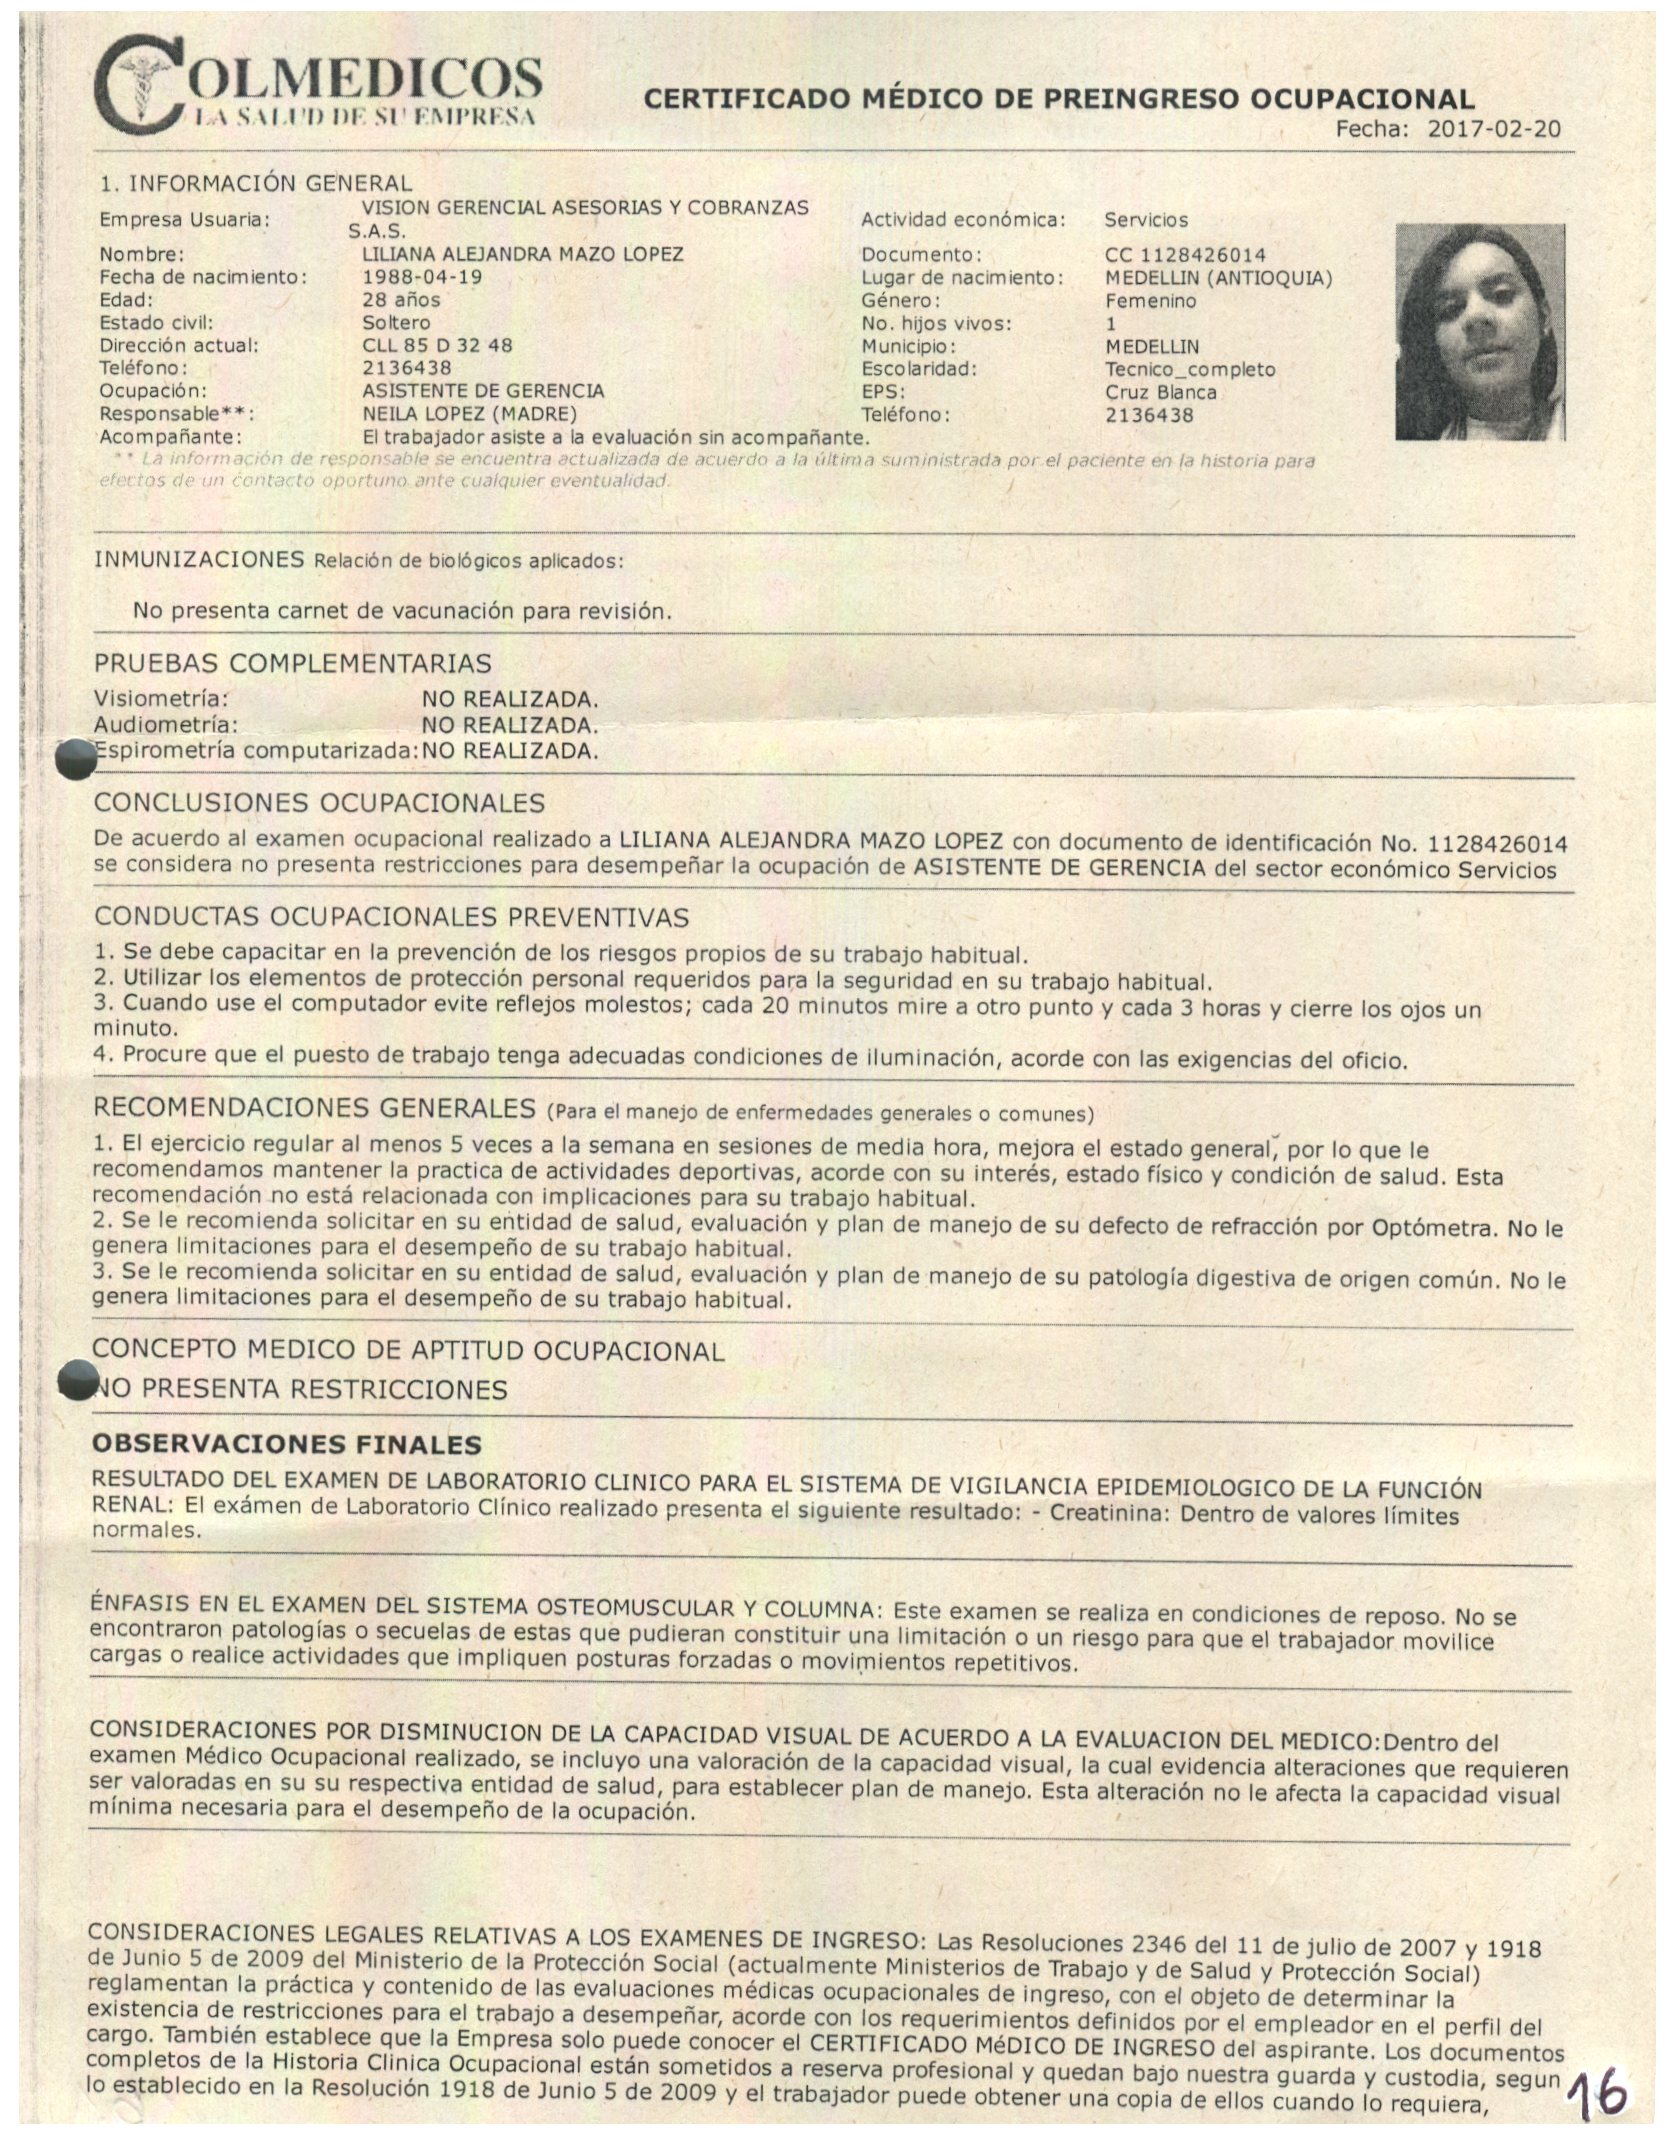 COLMEDICOS
LA SALUD DE SU EMPRESA
CERTIFICADO MÉDICO DE PREINGRESO OCUPACIONAL
Fecha: 2017-02-20
1. INFORMACIÓN GENERAL
Empresa Usuaria: VISION GERENCIAL ASESORIAS Y COBRANZAS S.A.S. Actividad económica: Servicios
Nombre: LILIANA ALEJANDRA MAZO LOPEZ Documento: CC 1128426014
Fecha de nacimiento: 1988-04-19 Lugar de nacimiento: MEDELLIN (ANTIOQUIA)
Edad: 28 años Género: Femenino
Estado civil: Soltero No. hijos vivos: 1
Dirección actual: CLL 85 D 32 48 Municipio: MEDELLIN
Teléfono: 2136438 Escolaridad: Tecnico_completo
Ocupación: ASISTENTE DE GERENCIA EPS: Cruz Blanca
Responsable**: NEILA LOPEZ (MADRE) Teléfono: 2136438
Acompañante: El trabajador asiste a la evaluación sin acompañante.
** La información de responsable se encuentra actualizada de acuerdo a la última suministrada por el paciente en la historia para
efectos de un contacto oportuno ante cualquier eventualidad.
INMUNIZACIONES Relación de biológicos aplicados:
No presenta carnet de vacunación para revisión.
PRUEBAS COMPLEMENTARIAS
Visiometría: NO REALIZADA.
Audiometría: NO REALIZADA.
Espirometría computarizada: NO REALIZADA.
CONCLUSIONES OCUPACIONALES
De acuerdo al examen ocupacional realizado a LILIANA ALEJANDRA MAZO LOPEZ con documento de identificación No. 1128426014
se considera no presenta restricciones para desempeñar la ocupación de ASISTENTE DE GERENCIA del sector económico Servicios
CONDUCTAS OCUPACIONALES PREVENTIVAS
1. Se debe capacitar en la prevención de los riesgos propios de su trabajo habitual.
2. Utilizar los elementos de protección personal requeridos para la seguridad en su trabajo habitual.
3. Cuando use el computador evite reflejos molestos; cada 20 minutos mire a otro punto y cada 3 horas y cierre los ojos un
minuto.
4. Procure que el puesto de trabajo tenga adecuadas condiciones de iluminación, acorde con las exigencias del oficio.
RECOMENDACIONES GENERALES (Para el manejo de enfermedades generales o comunes)
1. El ejercicio regular al menos 5 veces a la semana en sesiones de media hora, mejora el estado general, por lo que le
recomendamos mantener la practica de actividades deportivas, acorde con su interés, estado físico y condición de salud. Esta
recomendación no está relacionada con implicaciones para su trabajo habitual.
2. Se le recomienda solicitar en su entidad de salud, evaluación y plan de manejo de su defecto de refracción por Optómetra. No le
genera limitaciones para el desempeño de su trabajo habitual.
3. Se le recomienda solicitar en su entidad de salud, evaluación y plan de manejo de su patología digestiva de origen común. No le
genera limitaciones para el desempeño de su trabajo habitual.
CONCEPTO MEDICO DE APTITUD OCUPACIONAL
NO PRESENTA RESTRICCIONES
OBSERVACIONES FINALES
RESULTADO DEL EXAMEN DE LABORATORIO CLINICO PARA EL SISTEMA DE VIGILANCIA EPIDEMIOLOGICO DE LA FUNCIÓN
RENAL: El exámen de Laboratorio Clínico realizado presenta el siguiente resultado: - Creatinina: Dentro de valores límites
normales.
ÉNFASIS EN EL EXAMEN DEL SISTEMA OSTEOMUSCULAR Y COLUMNA: Este examen se realiza en condiciones de reposo. No se
encontraron patologías o secuelas de estas que pudieran constituir una limitación o un riesgo para que el trabajador movilice
cargas o realice actividades que impliquen posturas forzadas o movimientos repetitivos.
CONSIDERACIONES POR DISMINUCION DE LA CAPACIDAD VISUAL DE ACUERDO A LA EVALUACION DEL MEDICO:Dentro del
examen Médico Ocupacional realizado, se incluyo una valoración de la capacidad visual, la cual evidencia alteraciones que requieren
ser valoradas en su su respectiva entidad de salud, para establecer plan de manejo. Esta alteración no le afecta la capacidad visual
mínima necesaria para el desempeño de la ocupación.
CONSIDERACIONES LEGALES RELATIVAS A LOS EXAMENES DE INGRESO: Las Resoluciones 2346 del 11 de julio de 2007 y 1918
de Junio 5 de 2009 del Ministerio de la Protección Social (actualmente Ministerios de Trabajo y de Salud y Protección Social)
reglamentan la práctica y contenido de las evaluaciones médicas ocupacionales de ingreso, con el objeto de determinar la
existencia de restricciones para el trabajo a desempeñar, acorde con los requerimientos definidos por el empleador en el perfil del
cargo. También establece que la Empresa solo puede conocer el CERTIFICADO MéDICO DE INGRESO del aspirante. Los documentos
completos de la Historia Clinica Ocupacional están sometidos a reserva profesional y quedan bajo nuestra guarda y custodia, segun
lo establecido en la Resolución 1918 de Junio 5 de 2009 y el trabajador puede obtener una copia de ellos cuando lo requiera,
16